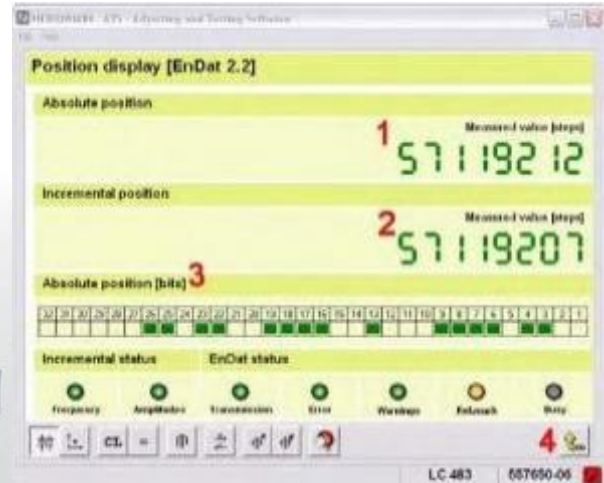 HEIDENHAIN ATS - Adjusting and Testing Software
Position display [EnDat 2.2]
Absolute position
1
Measured value [steps]
57119212
Incremental position
2
Measured value [steps]
57119207
Absolute position [bits] 3
32 31 30 29 28 27 26 25 24 23 22 21 20 19 18 17 16 15 14 13 12 11 10 9 8 7 6 5 4 3 2 1
Incremental status EnDat status
Frequency Amplitudes Transmission Error Warnings Busy
CL =
4
LC 483 557650-06